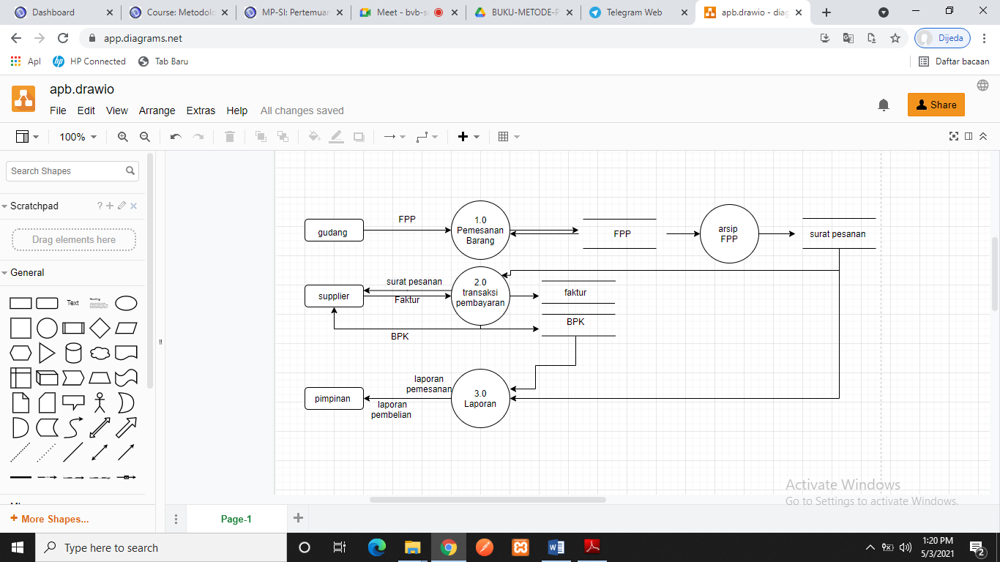 Dashboard
Course: Metodolo
MP-SI: Pertemuan
Meet - bvb-s
BUKU-METODE-P
Telegram Web
apb.drawio - diag
app.diagrams.net
Dijeda
Apl
HP Connected
Tab Baru
Daftar bacaan
apb.drawio
File Edit View Arrange Extras Help All changes saved
Share
100%
Search Shapes
Scratchpad
?
Drag elements here
General
Text
Heading
More Shapes...
gudang
FPP
1.0
Pemesanan
Barang
FPP
arsip
FPP
surat pesanan
supplier
surat pesanan
Faktur
2.0
transaksi
pembayaran
faktur
BPK
BPK
pimpinan
laporan
pemesanan
laporan
pembelian
3.0
Laporan
Activate Windows
Go to Settings to activate Windows.
Page-1
Type here to search
1:20 PM
5/3/2021
2